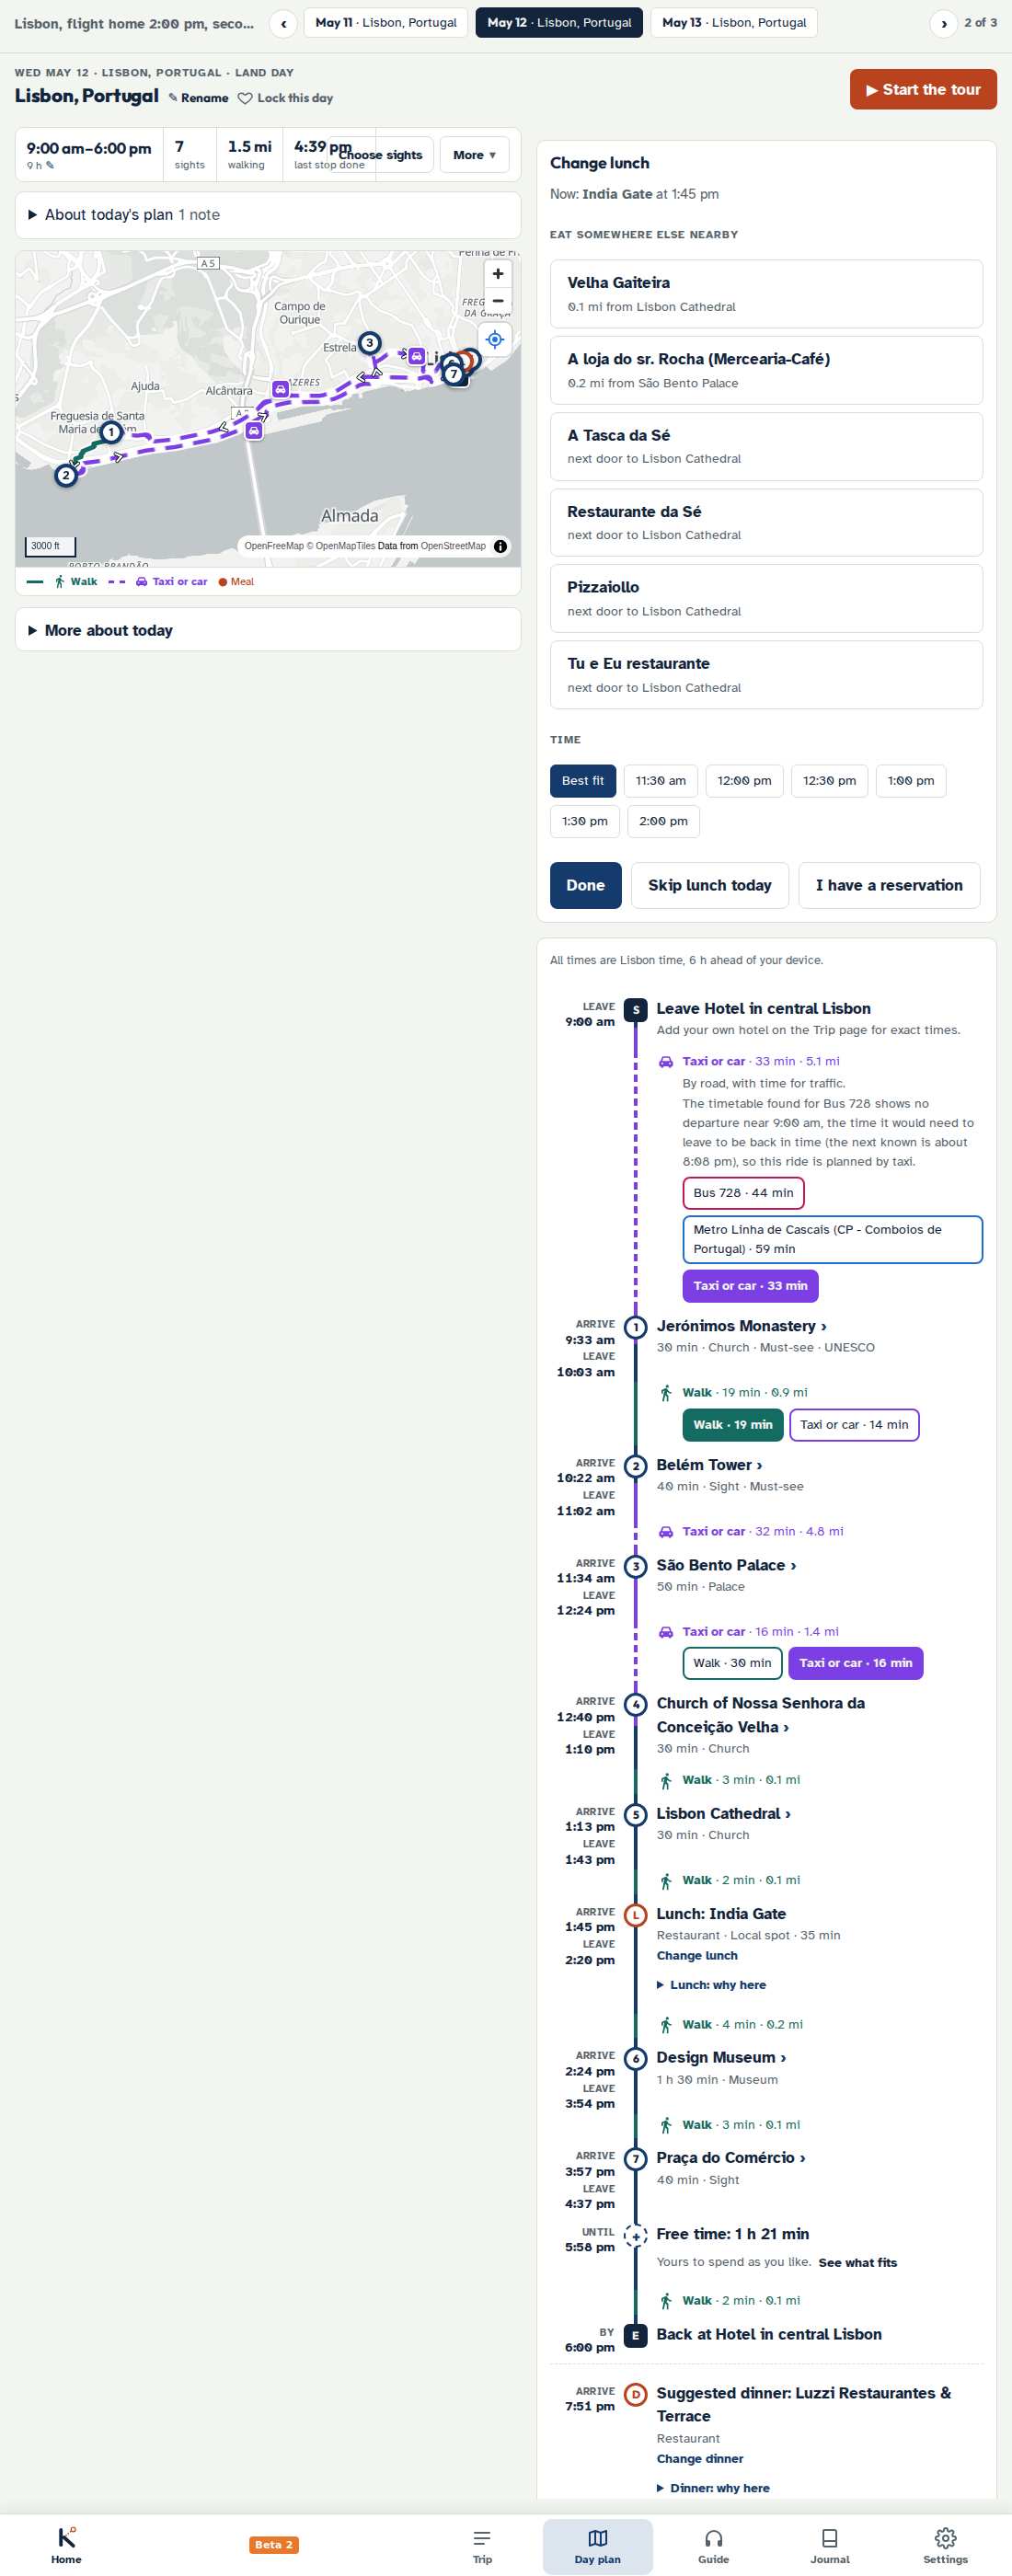 Lisbon, flight home 2:00 pm, seco...
‹
May 11 · Lisbon, Portugal
May 12 · Lisbon, Portugal
May 13 · Lisbon, Portugal
›
2 of 3
WED MAY 12 · LISBON, PORTUGAL · LAND DAY
Lisbon, Portugal
✎ Rename
Lock this day
▶ Start the tour
9:00 am–6:00 pm
9 h ✎
7
sights
1.5 mi
walking
4:39 pm
last stop done
Choose sights
More ▾
▶ About today's plan 1 note
A 5
Campo de
Ourique
Estrela
Ajuda
Alcântara
Freguesia de Santa
Almada
3
7
1
2
+
−
3000 ft
OpenFreeMap © OpenMapTiles Data from OpenStreetMap
Walk
Taxi or car
Meal
▶ More about today
Change lunch
Now: India Gate at 1:45 pm
EAT SOMEWHERE ELSE NEARBY
Velha Gaiteira
0.1 mi from Lisbon Cathedral
A loja do sr. Rocha (Mercearia-Café)
0.2 mi from São Bento Palace
A Tasca da Sé
next door to Lisbon Cathedral
Restaurante da Sé
next door to Lisbon Cathedral
Pizzaiollo
next door to Lisbon Cathedral
Tu e Eu restaurante
next door to Lisbon Cathedral
TIME
Best fit
11:30 am
12:00 pm
12:30 pm
1:00 pm
1:30 pm
2:00 pm
Done
Skip lunch today
I have a reservation
All times are Lisbon time, 6 h ahead of your device.
LEAVE
9:00 am
S
Leave Hotel in central Lisbon
Add your own hotel on the Trip page for exact times.
Taxi or car · 33 min · 5.1 mi
By road, with time for traffic.
The timetable found for Bus 728 shows no
departure near 9:00 am, the time it would need to
leave to be back in time (the next known is about
8:08 pm), so this ride is planned by taxi.
Bus 728 · 44 min
Metro Linha de Cascais (CP - Comboios de
Portugal) · 59 min
Taxi or car · 33 min
ARRIVE
9:33 am
LEAVE
10:03 am
1
Jerónimos Monastery ›
30 min · Church · Must-see · UNESCO
Walk · 19 min · 0.9 mi
Walk · 19 min
Taxi or car · 14 min
ARRIVE
10:22 am
LEAVE
11:02 am
2
Belém Tower ›
40 min · Sight · Must-see
Taxi or car · 32 min · 4.8 mi
ARRIVE
11:34 am
LEAVE
12:24 pm
3
São Bento Palace ›
50 min · Palace
Taxi or car · 16 min · 1.4 mi
Walk · 30 min
Taxi or car · 16 min
ARRIVE
12:40 pm
LEAVE
1:10 pm
4
Church of Nossa Senhora da
Conceição Velha ›
30 min · Church
Walk · 3 min · 0.1 mi
ARRIVE
1:13 pm
LEAVE
1:43 pm
5
Lisbon Cathedral ›
30 min · Church
Walk · 2 min · 0.1 mi
ARRIVE
1:45 pm
LEAVE
2:20 pm
L
Lunch: India Gate
Restaurant · Local spot · 35 min
Change lunch
▶ Lunch: why here
Walk · 4 min · 0.2 mi
ARRIVE
2:24 pm
LEAVE
3:54 pm
6
Design Museum ›
1 h 30 min · Museum
Walk · 3 min · 0.1 mi
ARRIVE
3:57 pm
LEAVE
4:37 pm
7
Praça do Comércio ›
40 min · Sight
UNTIL
5:58 pm
+
Free time: 1 h 21 min
Yours to spend as you like. See what fits
Walk · 2 min · 0.1 mi
BY
6:00 pm
E
Back at Hotel in central Lisbon
ARRIVE
7:51 pm
D
Suggested dinner: Luzzi Restaurantes &
Terrace
Restaurant
Change dinner
▶ Dinner: why here
Home
Beta 2
Trip
Day plan
Guide
Journal
Settings